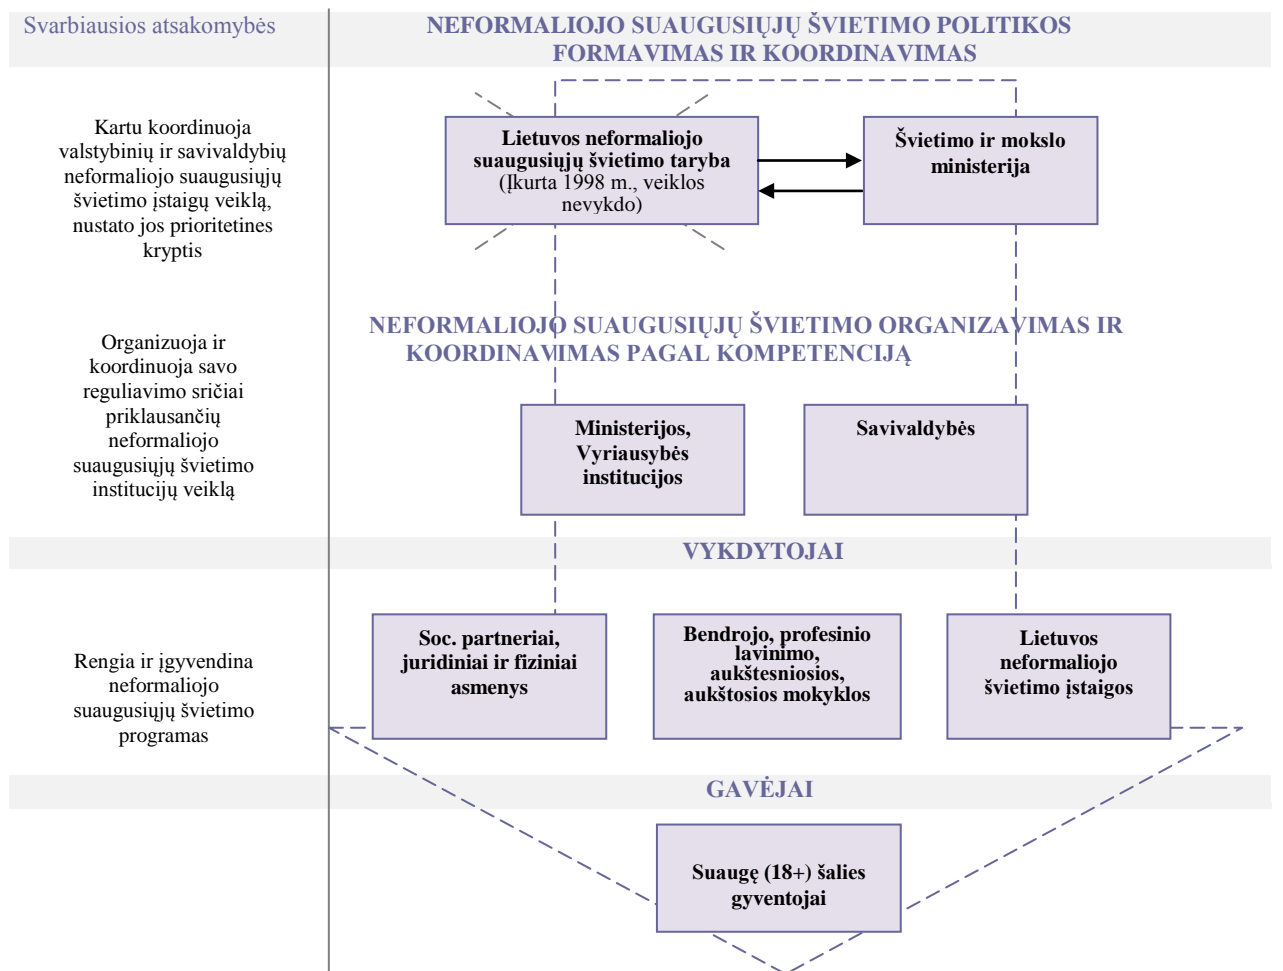 Svarbiausios atsakomybės
NEFORMALIOJO SUAUGUSIŲJŲ ŠVIETIMO POLITIKOS
FORMAVIMAS IR KOORDINAVIMAS
Kartu koordinuoja
valstybinių ir savivaldybių
neformaliojo suaugusiųjų
švietimo įstaigų veiklą,
nustato jos prioritetines
kryptis
Lietuvos neformaliojo
suaugusiųjų švietimo taryba
(Įkurta 1998 m., veiklos
nevykdo)
Švietimo ir mokslo
ministerija
NEFORMALIOJO SUAUGUSIŲJŲ ŠVIETIMO ORGANIZAVIMAS IR
KOORDINAVIMAS PAGAL KOMPETENCIJĄ
Organizuoja ir
koordinuoja savo
reguliavimo sričiai
priklausančių
neformaliojo
suaugusiųjų švietimo
institucijų veiklą
Ministerijos,
Vyriausybės
institucijos
Savivaldybės
VYKDYTOJAI
Rengia ir įgyvendina
neformaliojo
suaugusiųjų švietimo
programas
Soc. partneriai,
juridiniai ir fiziniai
asmenys
Bendrojo, profesinio
lavinimo,
aukštesniosios,
aukštosios mokyklos
Lietuvos
neformaliojo
švietimo įstaigos
GAVĖJAI
Suaugę (18+) šalies
gyventojai